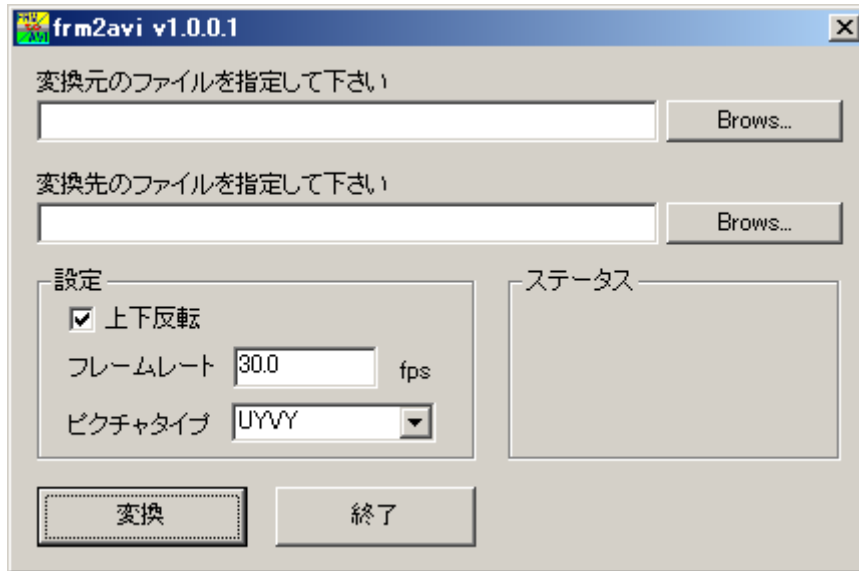 frm2avi v1.0.0.1
変換元のファイルを指定して下さい
Brows...
変換先のファイルを指定して下さい
Brows...
設定
上下反転
フレームレート 30.0 fps
ピクチャタイプ UYVY
ステータス
変換 終了